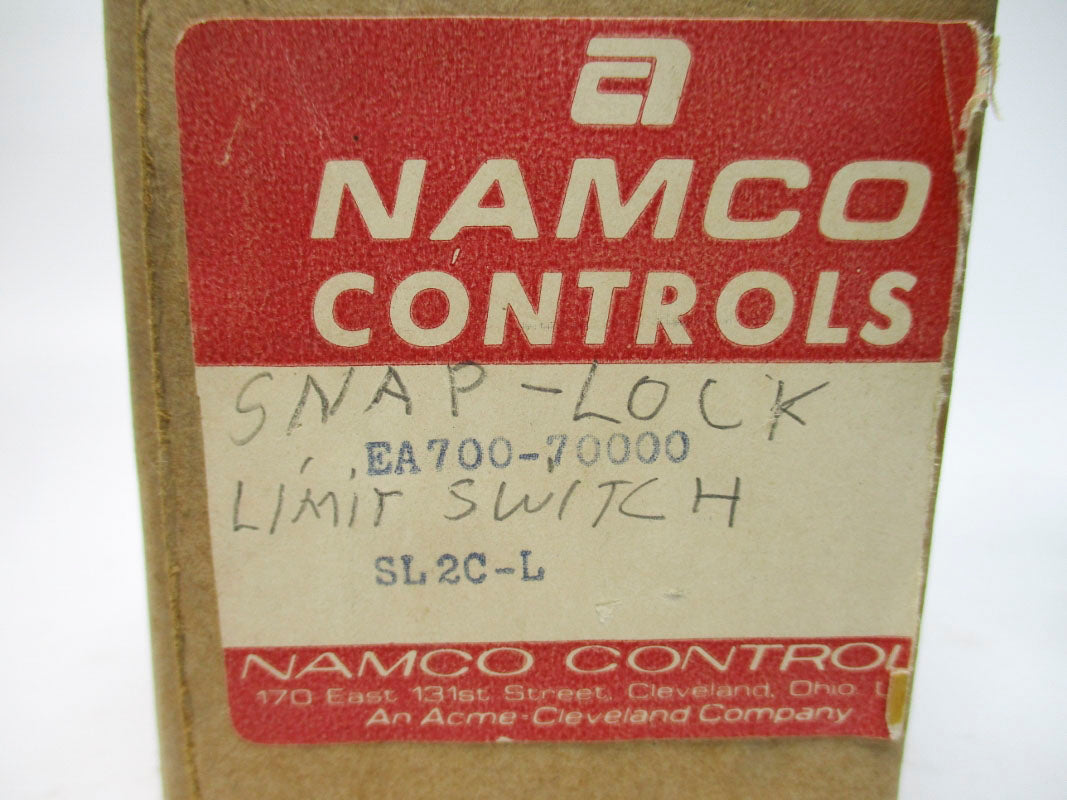 a
NAMCO
CONTROLS
SNAP-LOCK
EA700-70000
LIMIT SWITCH
SL2C-L
NAMCO CONTROL
170 East 131st Street, Cleveland, Ohio
An Acme-Cleveland Company